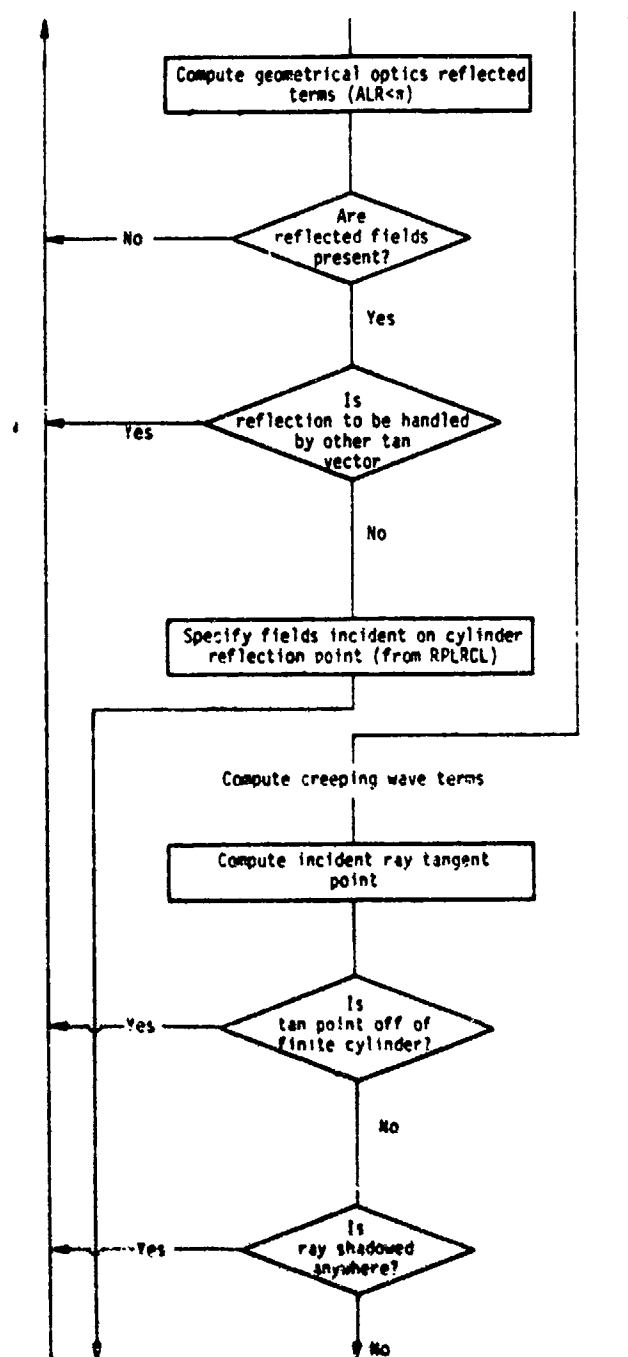 Compute geometrical optics reflected
terms (ALR<π)
Are
reflected fields
present?
No
Yes
Is
reflection to be handled
by other tan
vector
Yes
No
Specify fields incident on cylinder
reflection point (from RPLRCL)
Compute creeping wave terms
Compute incident ray tangent
point
Is
tan point off of
finite cylinder?
Yes
No
Is
ray shadowed
anywhere?
Yes
No